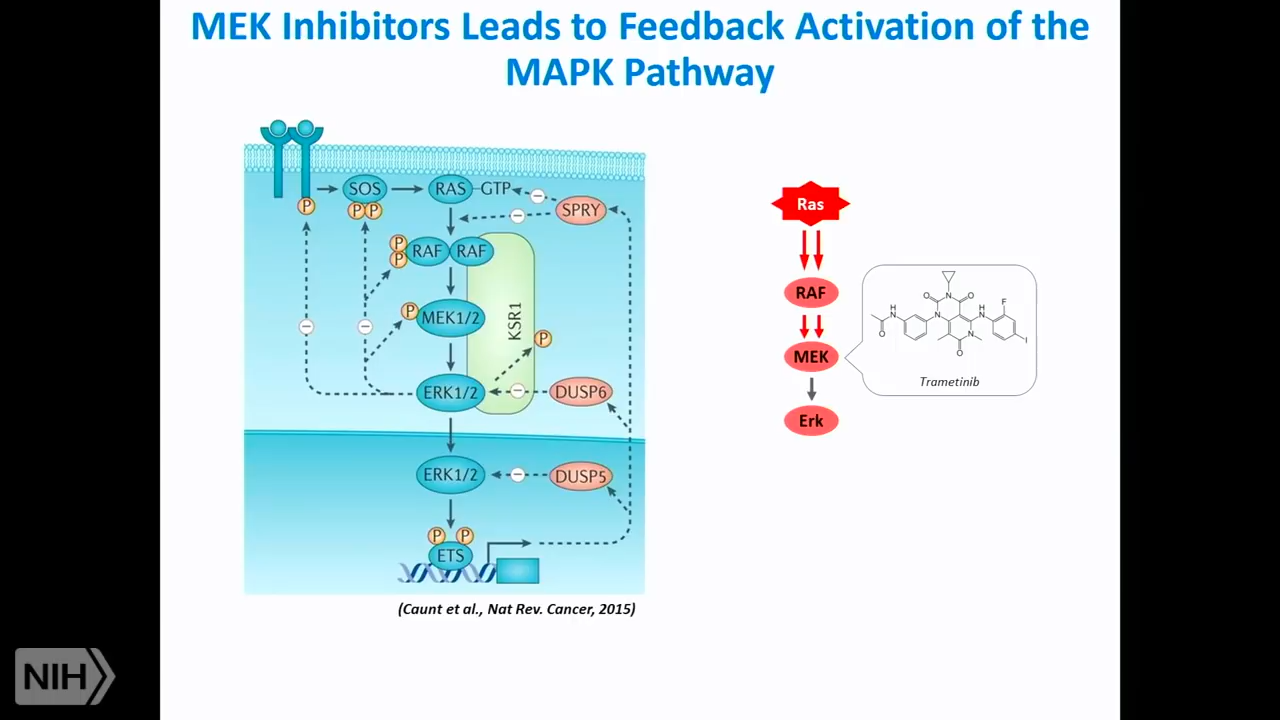 MEK Inhibitors Leads to Feedback Activation of the
MAPK Pathway
SOS
RAS
GTP
P
P P
SPRY
P
P
RAF
RAF
P
MEK1/2
KSR1
P
ERK1/2
DUSP6
ERK1/2
DUSP5
P P
ETS
(Caunt et al., Nat Rev. Cancer, 2015)
Ras
RAF
MEK
Erk
O
N
O
H
N
O
N
H
N
F
I
N
O
Trametinib
NIH